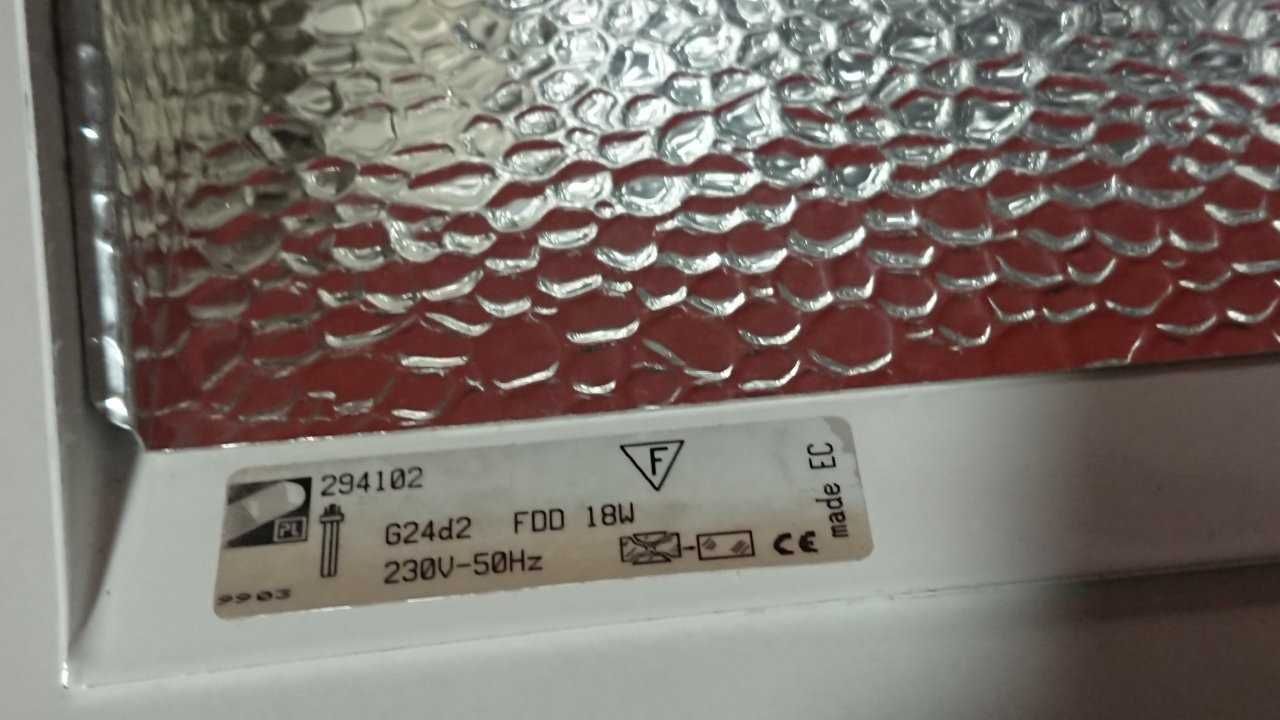 294102
F
G24d2 FDD 18W
230V-50Hz
CE
made EC
PL
9903